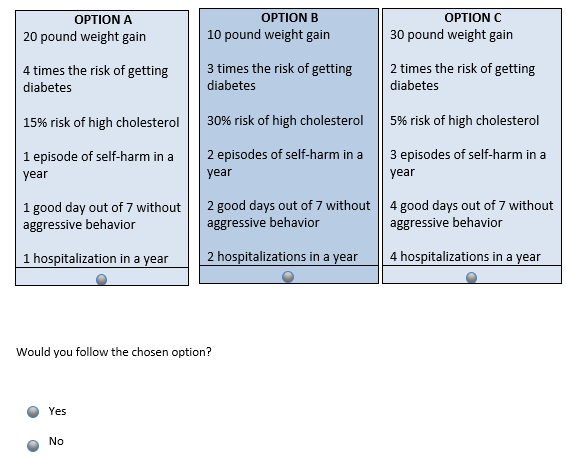 OPTION A
20 pound weight gain
4 times the risk of getting
diabetes
15% risk of high cholesterol
1 episode of self-harm in a
year
1 good day out of 7 without
aggressive behavior
1 hospitalization in a year
OPTION B
10 pound weight gain
3 times the risk of getting
diabetes
30% risk of high cholesterol
2 episodes of self-harm in a
year
2 good days out of 7 without
aggressive behavior
2 hospitalizations in a year
OPTION C
30 pound weight gain
2 times the risk of getting
diabetes
5% risk of high cholesterol
3 episodes of self-harm in a
year
4 good days out of 7 without
aggressive behavior
4 hospitalizations in a year
Would you follow the chosen option?
Yes
No